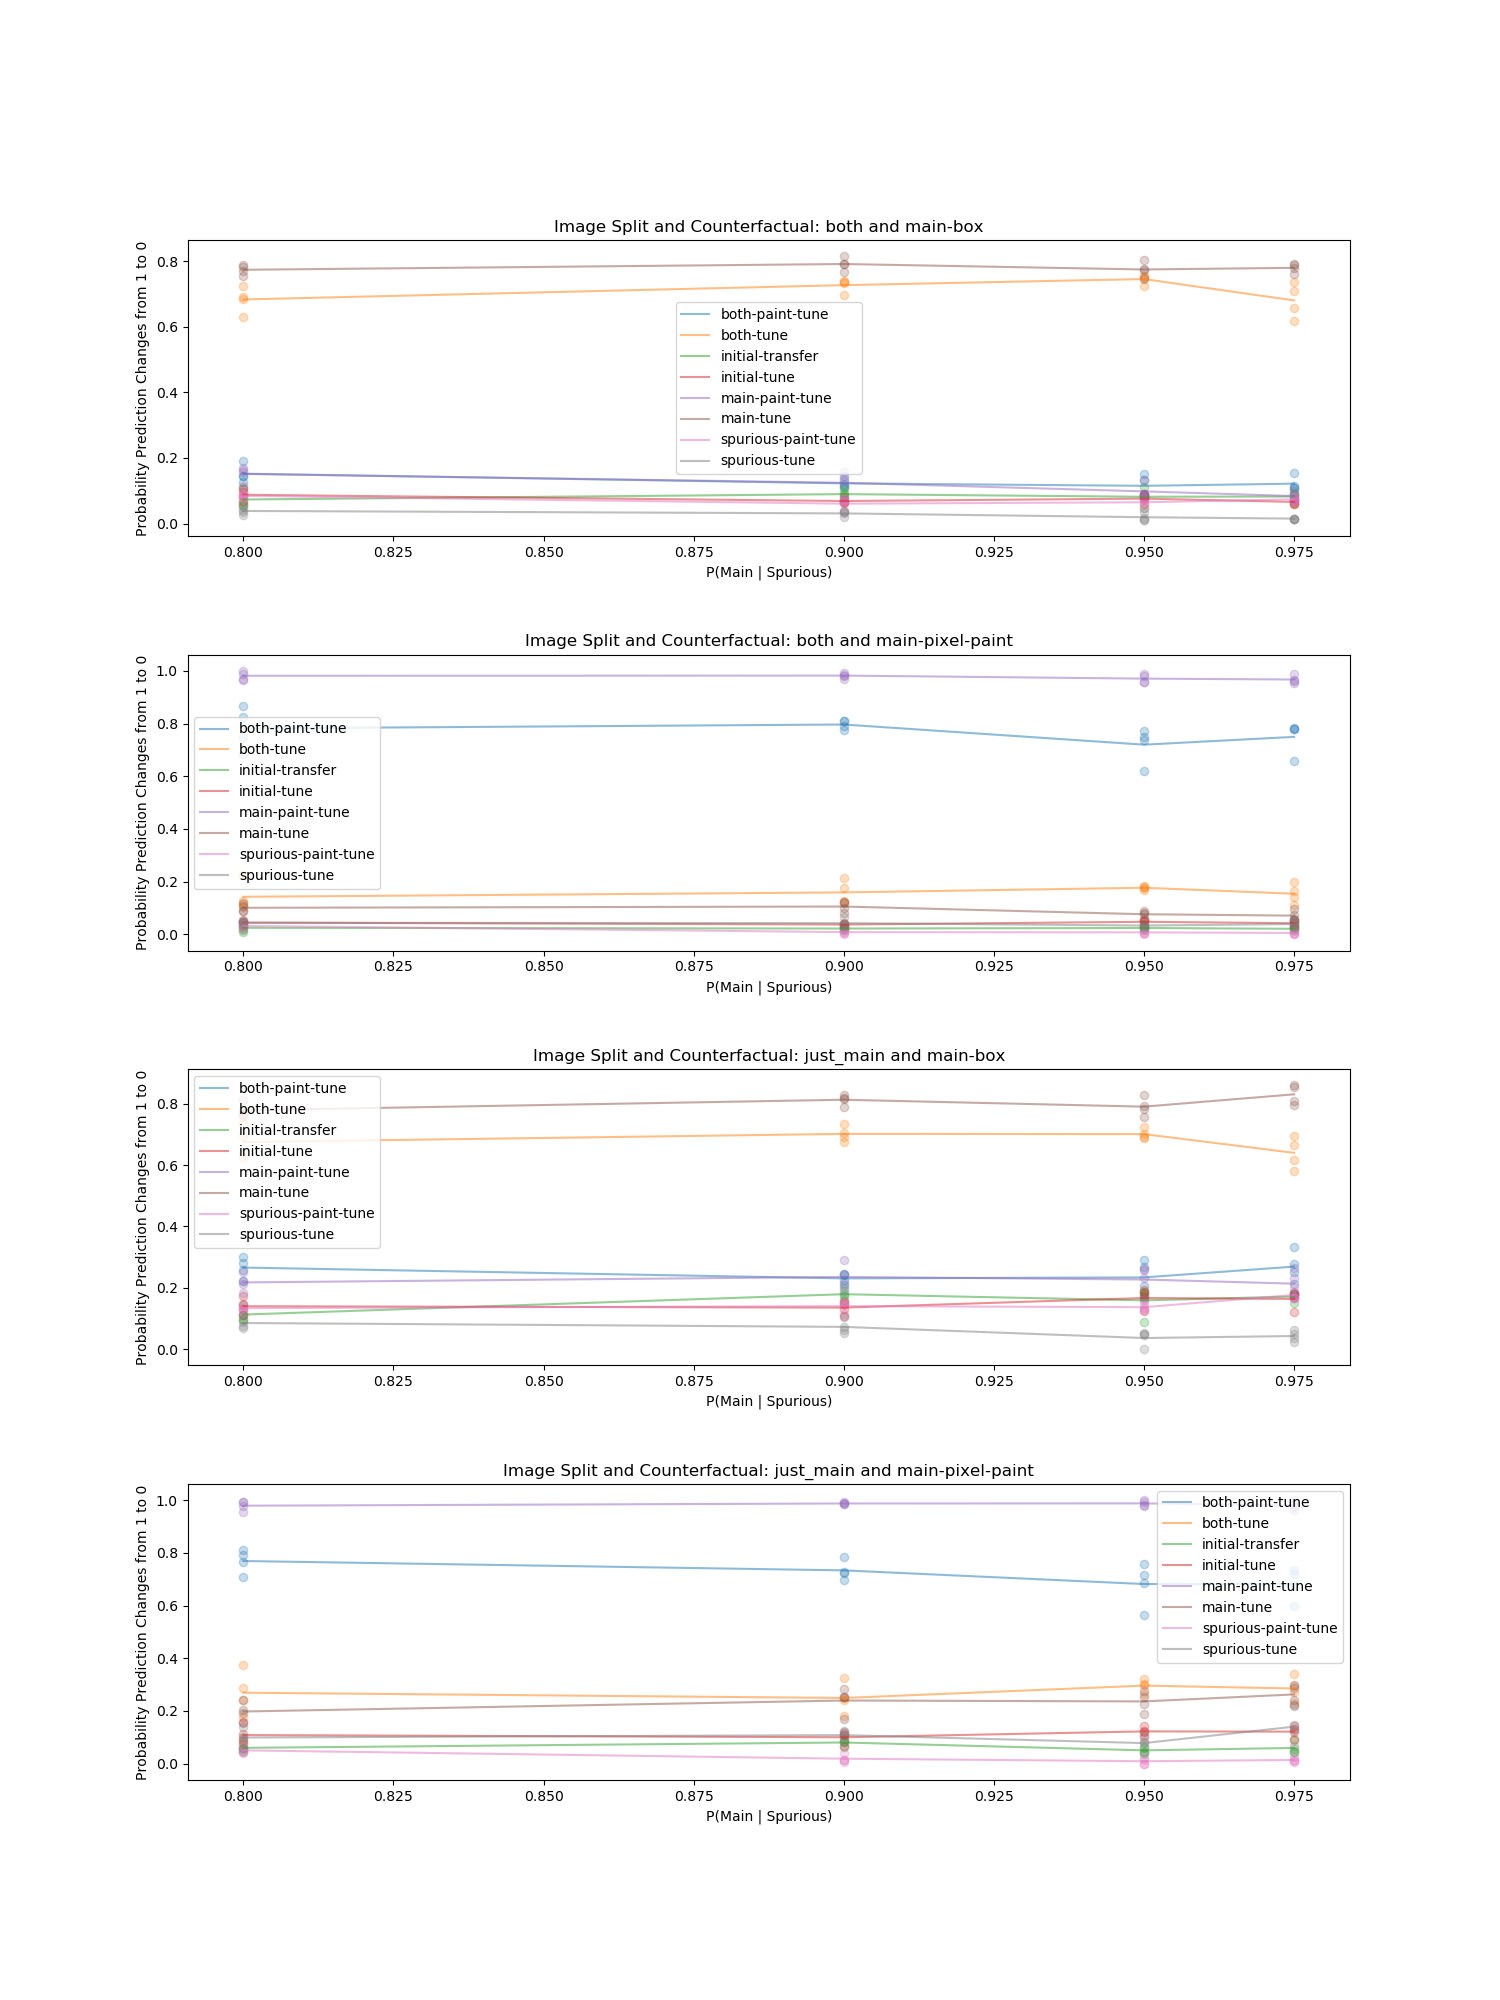 Image Split and Counterfactual: both and main-box
Probability Prediction Changes from 1 to 0
0.8
0.6
0.4
0.2
0.0
both-paint-tune
both-tune
initial-transfer
initial-tune
main-paint-tune
main-tune
spurious-paint-tune
spurious-tune
0.800 0.825 0.850 0.875 0.900 0.925 0.950 0.975
P(Main | Spurious)
Image Split and Counterfactual: both and main-pixel-paint
Probability Prediction Changes from 1 to 0
1.0
0.8
0.6
0.4
0.2
0.0
both-paint-tune
both-tune
initial-transfer
initial-tune
main-paint-tune
main-tune
spurious-paint-tune
spurious-tune
0.800 0.825 0.850 0.875 0.900 0.925 0.950 0.975
P(Main | Spurious)
Image Split and Counterfactual: just_main and main-box
Probability Prediction Changes from 1 to 0
0.8
0.6
0.4
0.2
0.0
both-paint-tune
both-tune
initial-transfer
initial-tune
main-paint-tune
main-tune
spurious-paint-tune
spurious-tune
0.800 0.825 0.850 0.875 0.900 0.925 0.950 0.975
P(Main | Spurious)
Image Split and Counterfactual: just_main and main-pixel-paint
Probability Prediction Changes from 1 to 0
1.0
0.8
0.6
0.4
0.2
0.0
both-paint-tune
both-tune
initial-transfer
initial-tune
main-paint-tune
main-tune
spurious-paint-tune
spurious-tune
0.800 0.825 0.850 0.875 0.900 0.925 0.950 0.975
P(Main | Spurious)